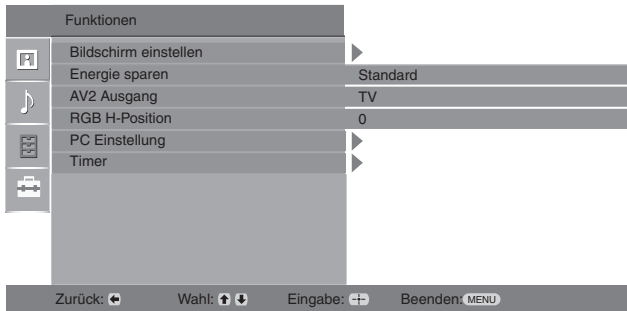 Funktionen
Bildschirm einstellen
Energie sparen Standard
AV2 Ausgang TV
RGB H-Position 0
PC Einstellung
Timer
Zurück: Wahl: Eingabe: Beenden: MENU